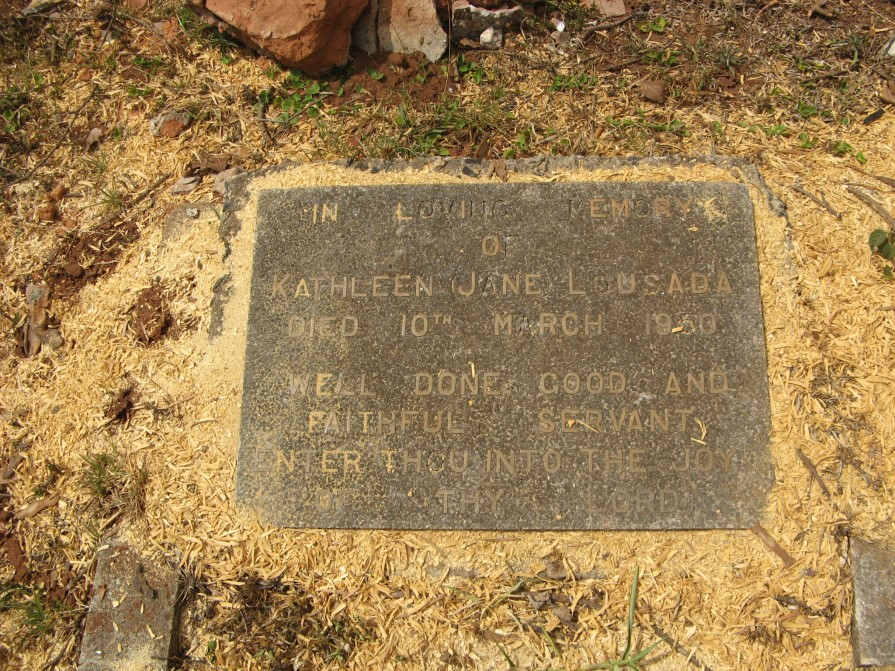 IN LOVING MEMORY
OF
KATHLEEN (JANE) LOUSADA
DIED 10TH MARCH
WELL DONE GOOD AND
FAITHFUL SERVANT
ENTER THOU INTO THE JOY
OF THY LORD